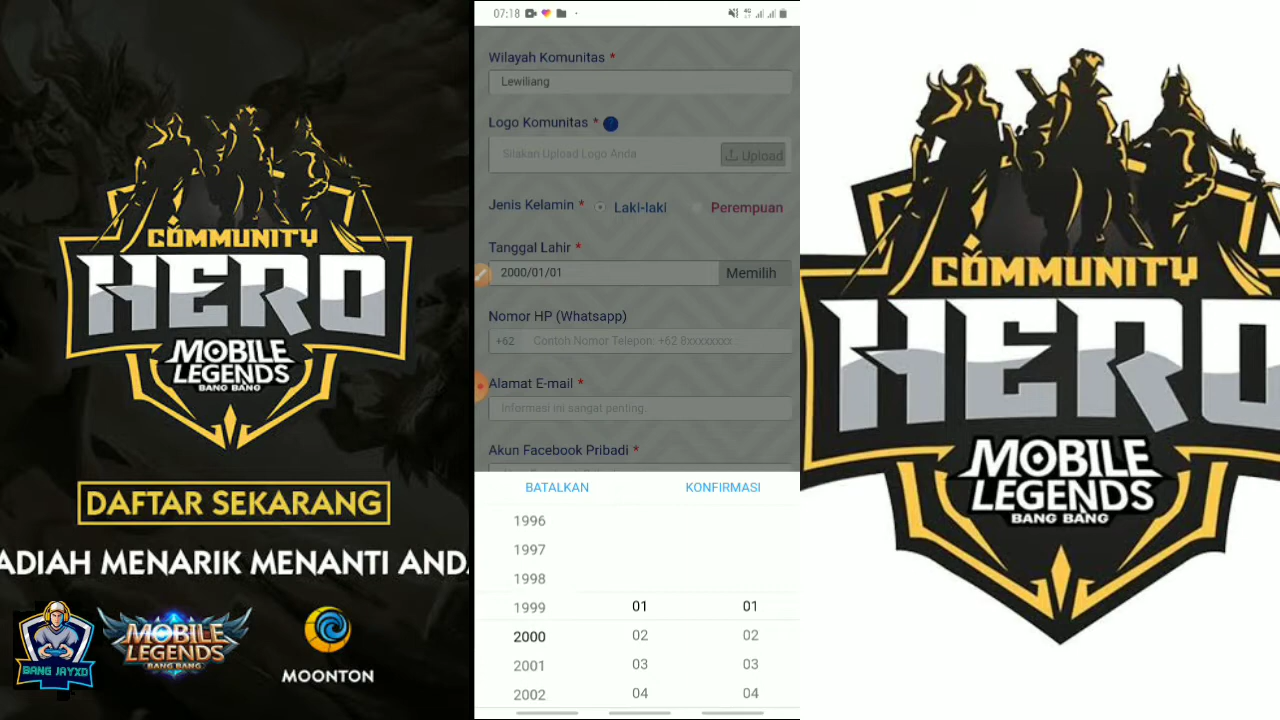 COMMUNITY
HERO
MOBILE
LEGENDS
BANG BANG
DAFTAR SEKARANG
ADIAH MENARIK MENANTI AND
BANG JAYXD
MOBILE
LEGENDS
BANG BANG
MOONTON
07:18
4G
Wilayah Komunitas *
Lewiliang
Logo Komunitas * ?
Silakan Upload Logo Anda
Upload
Jenis Kelamin * Laki-laki Perempuan
Tanggal Lahir *
2000/01/01 Memilih
Nomor HP (Whatsapp)
+62 Contoh Nomor Telepon: +62 8xxxxxxxx
Alamat E-mail *
Informasi ini sangat penting.
Akun Facebook Pribadi *
BATALKAN KONFIRMASI
1996
1997
1998
1999 01 01
2000 02 02
2001 03 03
2002 04 04
COMMUNITY
HERO
MOBILE
LEGENDS
BANG BANG